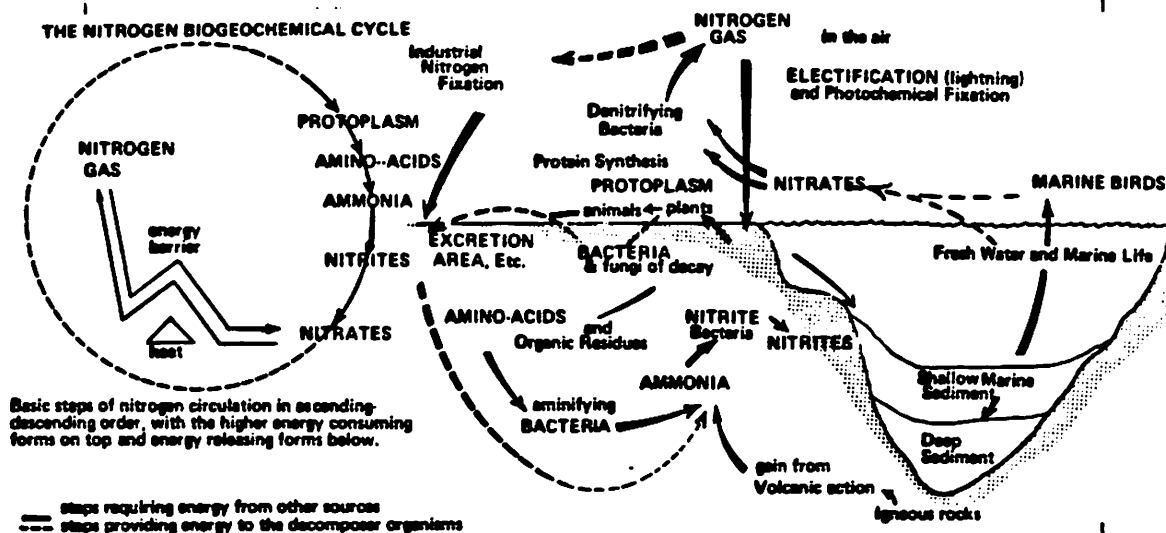 THE NITROGEN BIOGEOCHEMICAL CYCLE
PROTOPLASM
AMINO--ACIDS
AMMONIA
NITRITES
NITRATES
NITROGEN
GAS
energy
barrier
heat
Basic steps of nitrogen circulation in ascending-
descending order, with the higher energy consuming
forms on top and energy releasing forms below.
steps requiring energy from other sources
steps providing energy to the decomposer organisms
Industrial
Nitrogen
Fixation
NITROGEN
GAS
in the air
ELECTIFICATION (lightning)
and Photochemical Fixation
Denitrifying
Bacteria
Protein Synthesis
PROTOPLASM
animals
plants
NITRATES
MARINE BIRDS
EXCRETION
AREA, Etc.
BACTERIA
& fungi of decay
Fresh Water and Marine Life
AMINO-ACIDS
and
Organic Residues
NITRITE
Bacteria
NITRITES
AMMONIA
aminifying
BACTERIA
Shallow Marine
Sediment
Deep
Sediment
gain from
Volcanic action
Igneous rocks